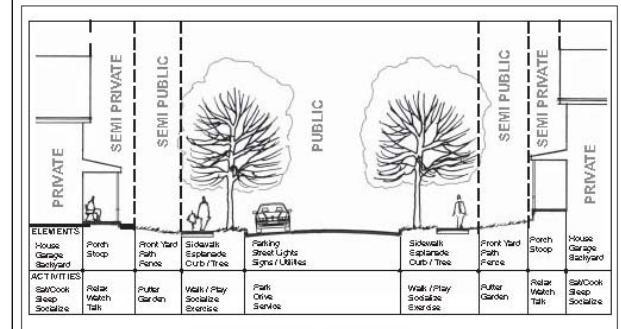 PRIVATE
SEMI PRIVATE
SEMI PUBLIC
PUBLIC
SEMI PUBLIC
SEMI PRIVATE
PRIVATE
ELEMENTS
House
Garage
Backyard
Porch
Stoop
Front Yard
Path
Fence
Sidewalk
Esplanade
Curb / Tree
Parking
Street Lights
Signs / Utilities
Sidewalk
Esplanade
Curb / Tree
Front Yard
Path
Fence
Porch
Stoop
House
Garage
Backyard
ACTIVITIES
Eat/Cook
Sleep
Socialize
Relax
Watch
Talk
Putter
Garden
Walk / Play
Socialize
Exercise
Park
Drive
Service
Walk / Play
Socialize
Exercise
Putter
Garden
Relax
Watch
Talk
Eat/Cook
Sleep
Socialize